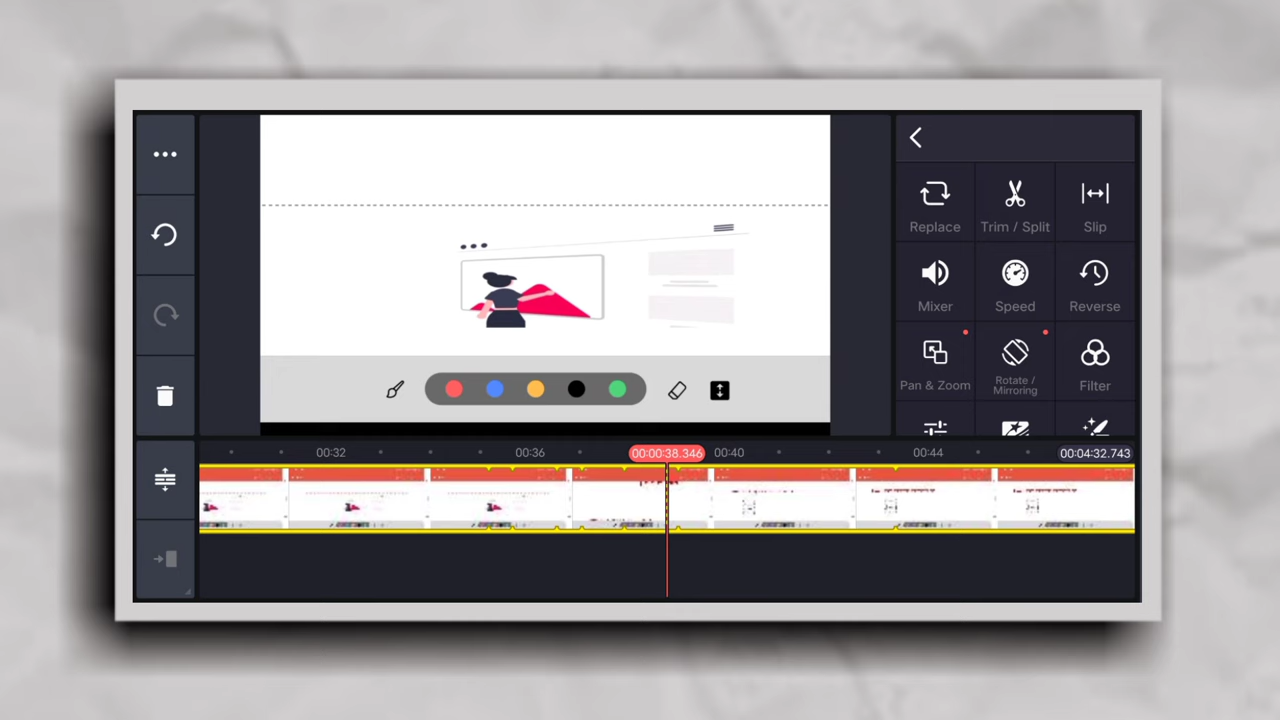 Replace
Trim / Split
Slip
Mixer
Speed
Reverse
Pan & Zoom
Rotate /
Mirroring
Filter
00:32
00:36
00:00:38.346
00:40
00:44
00:04:32.743